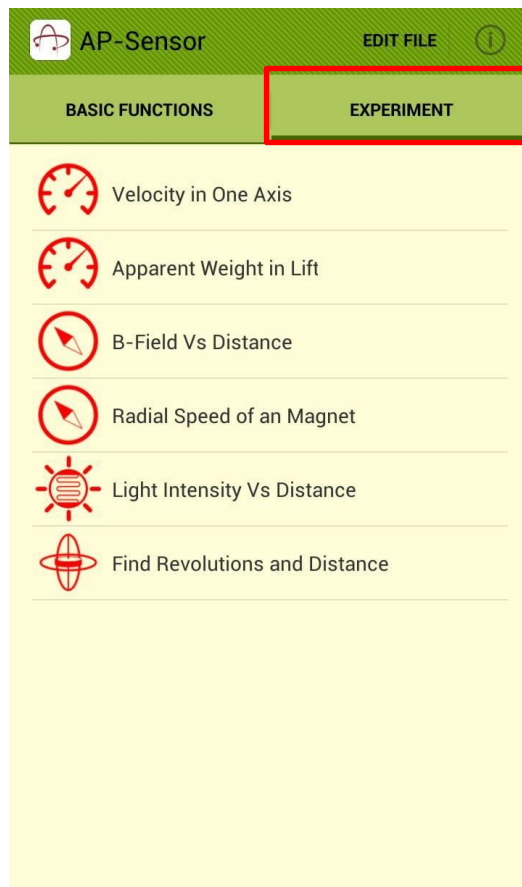 AP-Sensor EDIT FILE
BASIC FUNCTIONS EXPERIMENT
Velocity in One Axis
Apparent Weight in Lift
B-Field Vs Distance
Radial Speed of an Magnet
Light Intensity Vs Distance
Find Revolutions and Distance